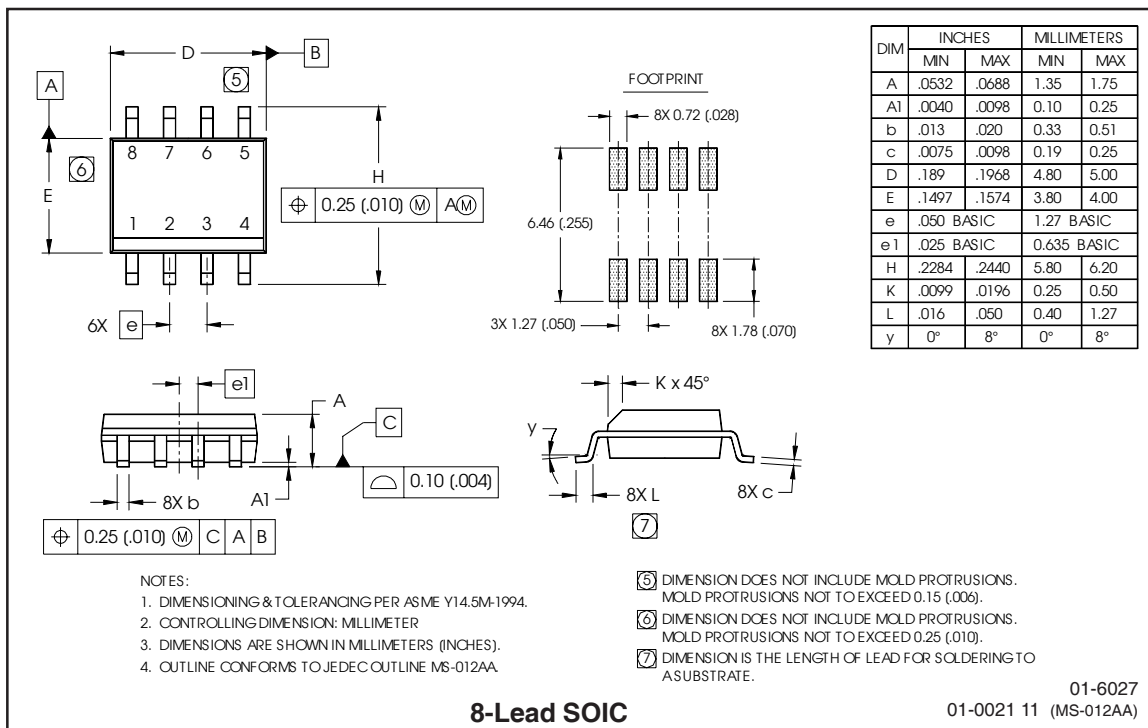 D
B
5
A
8 7 6 5
6
E
H
⌖ 0.25 (.010) Ⓜ AⓂ
1 2 3 4
6X e
FOOTPRINT
8X 0.72 (.028)
6.46 (.255)
3X 1.27 (.050)
8X 1.78 (.070)
DIM INCHES MILLIMETERS
MIN MAX MIN MAX
A .0532 .0688 1.35 1.75
A1 .0040 .0098 0.10 0.25
b .013 .020 0.33 0.51
c .0075 .0098 0.19 0.25
D .189 .1968 4.80 5.00
E .1497 .1574 3.80 4.00
e .050 BASIC 1.27 BASIC
e1 .025 BASIC 0.635 BASIC
H .2284 .2440 5.80 6.20
K .0099 .0196 0.25 0.50
L .016 .050 0.40 1.27
y 0° 8° 0° 8°
e1
A
C
⌓ 0.10 (.004)
8X b
A1
⌖ 0.25 (.010) Ⓜ C A B
K x 45°
y
8X L
8X c
7
NOTES:
1. DIMENSIONING & TOLERANCING PER ASME Y14.5M-1994.
2. CONTROLLING DIMENSION: MILLIMETER
3. DIMENSIONS ARE SHOWN IN MILLIMETERS (INCHES).
4. OUTLINE CONFORMS TO JEDEC OUTLINE MS-012AA.
5 DIMENSION DOES NOT INCLUDE MOLD PROTRUSIONS.
MOLD PROTRUSIONS NOT TO EXCEED 0.15 (.006).
6 DIMENSION DOES NOT INCLUDE MOLD PROTRUSIONS.
MOLD PROTRUSIONS NOT TO EXCEED 0.25 (.010).
7 DIMENSION IS THE LENGTH OF LEAD FOR SOLDERING TO
A SUBSTRATE.
8-Lead SOIC
01-6027
01-0021 11 (MS-012AA)